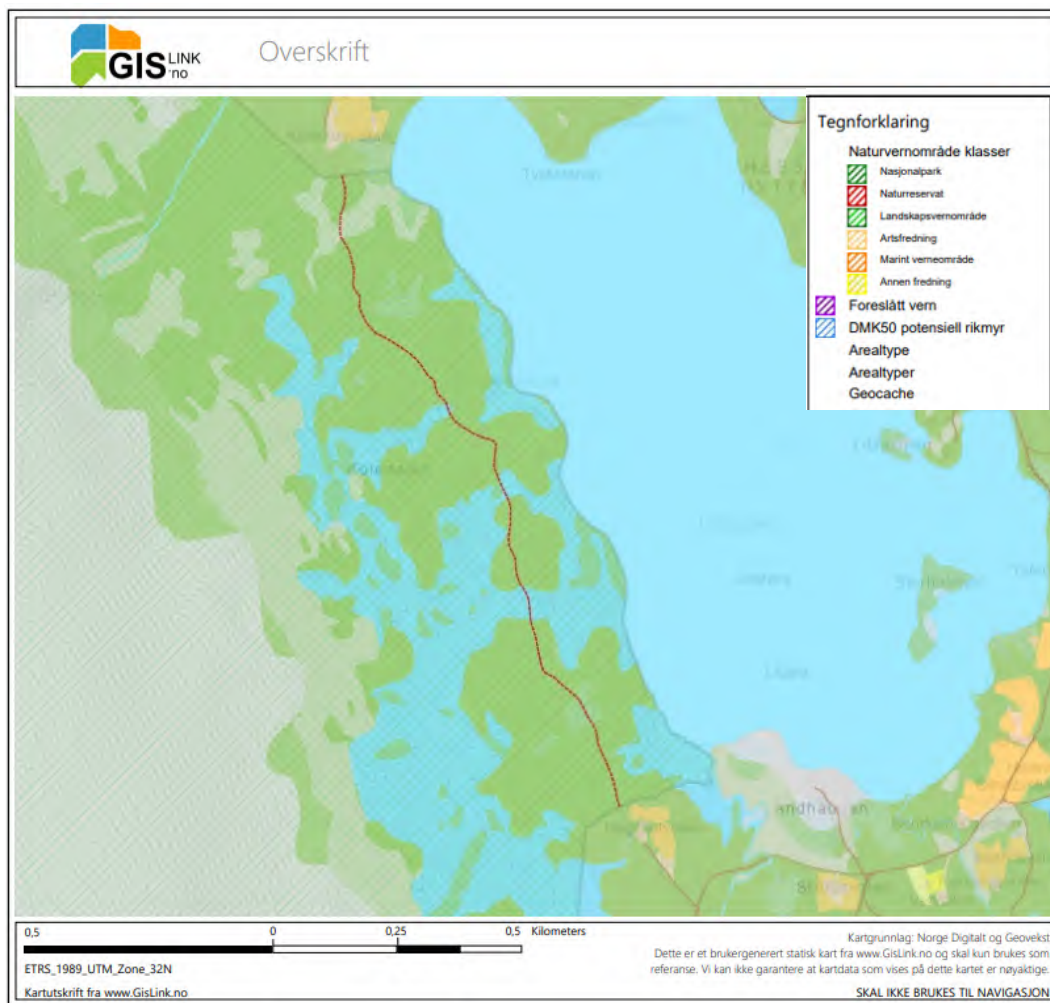 GIS LINK
.no
Overskrift
Tegnforklaring
Naturvernområde klasser
Nasjonalpark
Naturreservat
Landskapsvernområde
Artsfredning
Marint verneområde
Annen fredning
Foreslått vern
DMK50 potensiell rikmyr
Arealtype
Arealtyper
Geocache
0,5 0 0,25 0,5 Kilometers
ETRS_1989_UTM_Zone_32N
Kartutskrift fra www.GisLink.no
Kartgrunnlag: Norge Digitalt og Geovekst
Dette er et brukergenerert statisk kart fra www.GisLink.no og skal kun brukes som
referanse. Vi kan ikke garantere at kartdata som vises på dette kartet er nøyaktige.
SKAL IKKE BRUKES TIL NAVIGASJON